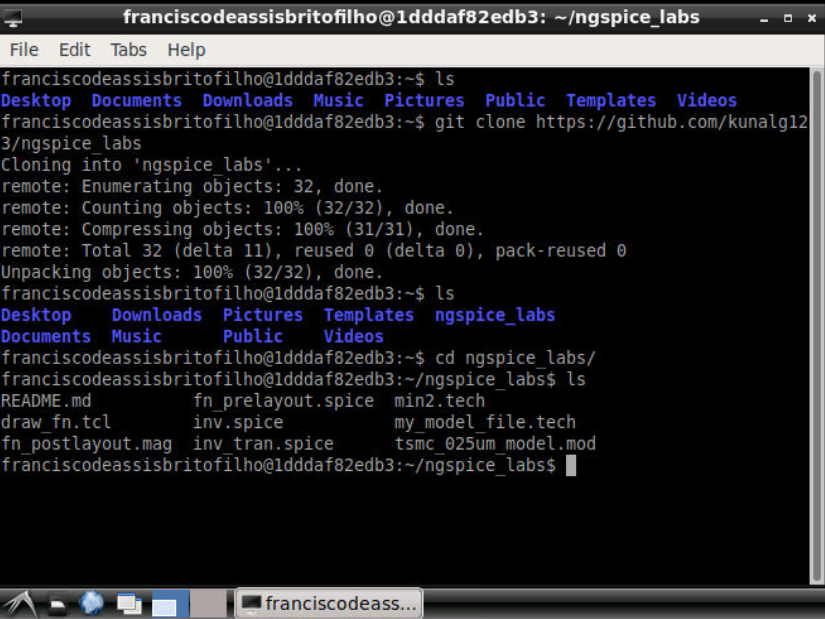 franciscodeassisbritofilho@1dddaf82edb3: ~/ngspice_labs
File Edit Tabs Help
franciscodeassisbritofilho@1dddaf82edb3:~$ ls
Desktop Documents Downloads Music Pictures Public Templates Videos
franciscodeassisbritofilho@1dddaf82edb3:~$ git clone https://github.com/kunalg12
3/ngspice_labs
Cloning into 'ngspice_labs'...
remote: Enumerating objects: 32, done.
remote: Counting objects: 100% (32/32), done.
remote: Compressing objects: 100% (31/31), done.
remote: Total 32 (delta 11), reused 0 (delta 0), pack-reused 0
Unpacking objects: 100% (32/32), done.
franciscodeassisbritofilho@1dddaf82edb3:~$ ls
Desktop Downloads Pictures Templates ngspice_labs
Documents Music Public Videos
franciscodeassisbritofilho@1dddaf82edb3:~$ cd ngspice_labs/
franciscodeassisbritofilho@1dddaf82edb3:~/ngspice_labs$ ls
README.md fn_prelayout.spice min2.tech
draw_fn.tcl inv.spice my_model_file.tech
fn_postlayout.mag inv_tran.spice tsmc_025um_model.mod
franciscodeassisbritofilho@1dddaf82edb3:~/ngspice_labs$
franciscodeass...